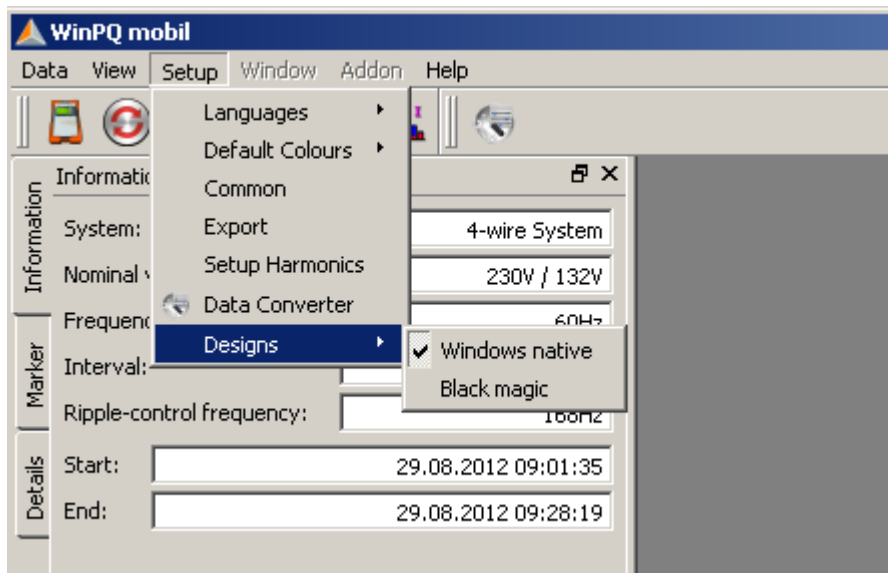 WinPQ mobil
Data View Setup Window Addon Help
Languages
Default Colours
Common
Export
Setup Harmonics
Data Converter
Designs
Windows native
Black magic
Information
Marker
Details
System: 4-wire System
Nominal 230V / 132V
60Hz
Interval:
Ripple-control frequency: 168Hz
Start: 29.08.2012 09:01:35
End: 29.08.2012 09:28:19